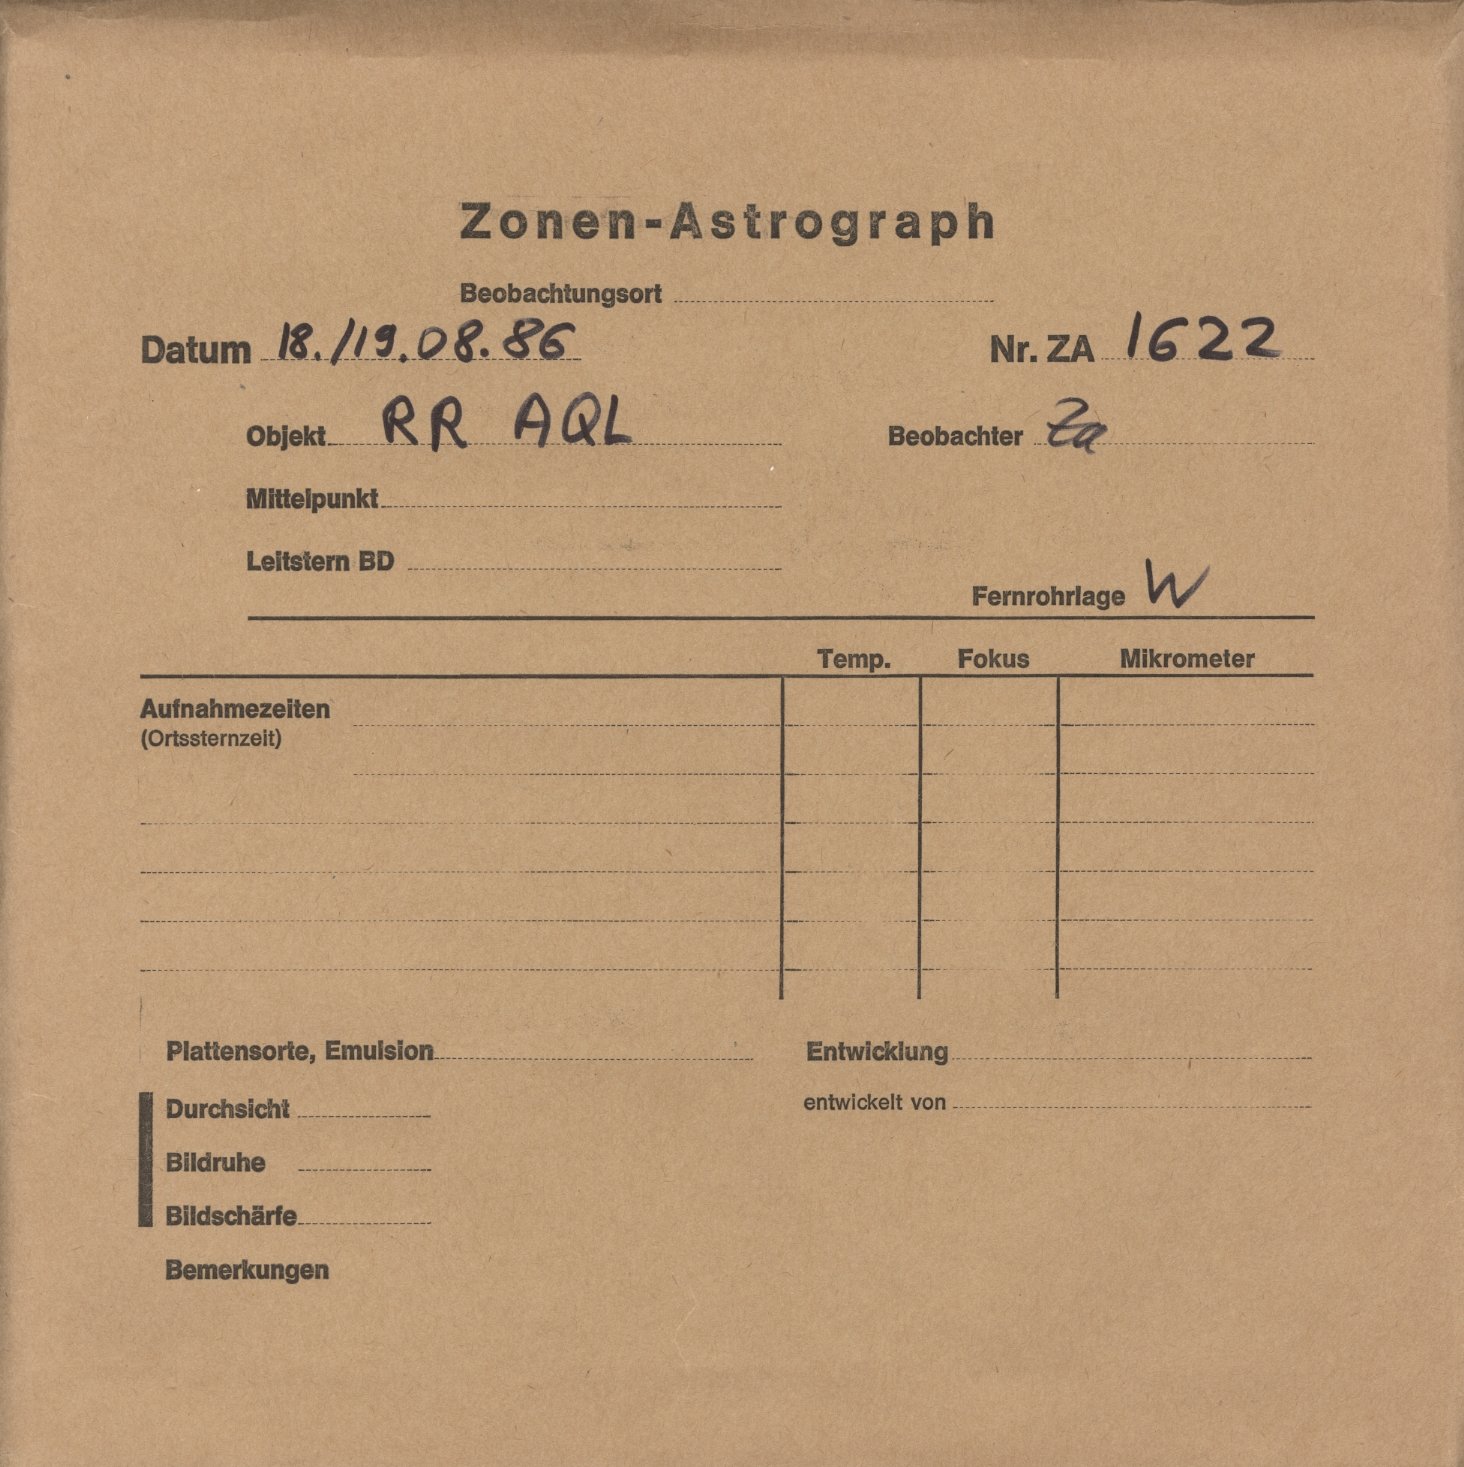 Zonen-Astrograph
Beobachtungsort
Datum 18./19.08.86 Nr. ZA 1622
Objekt RR AQL Beobachter Za
Mittelpunkt
Leitstern BD
Fernrohrlage W
Temp. Fokus Mikrometer
Aufnahmezeiten
(Ortssternzeit)
Plattensorte, Emulsion Entwicklung
Durchsicht entwickelt von
Bildruhe
Bildschärfe
Bemerkungen